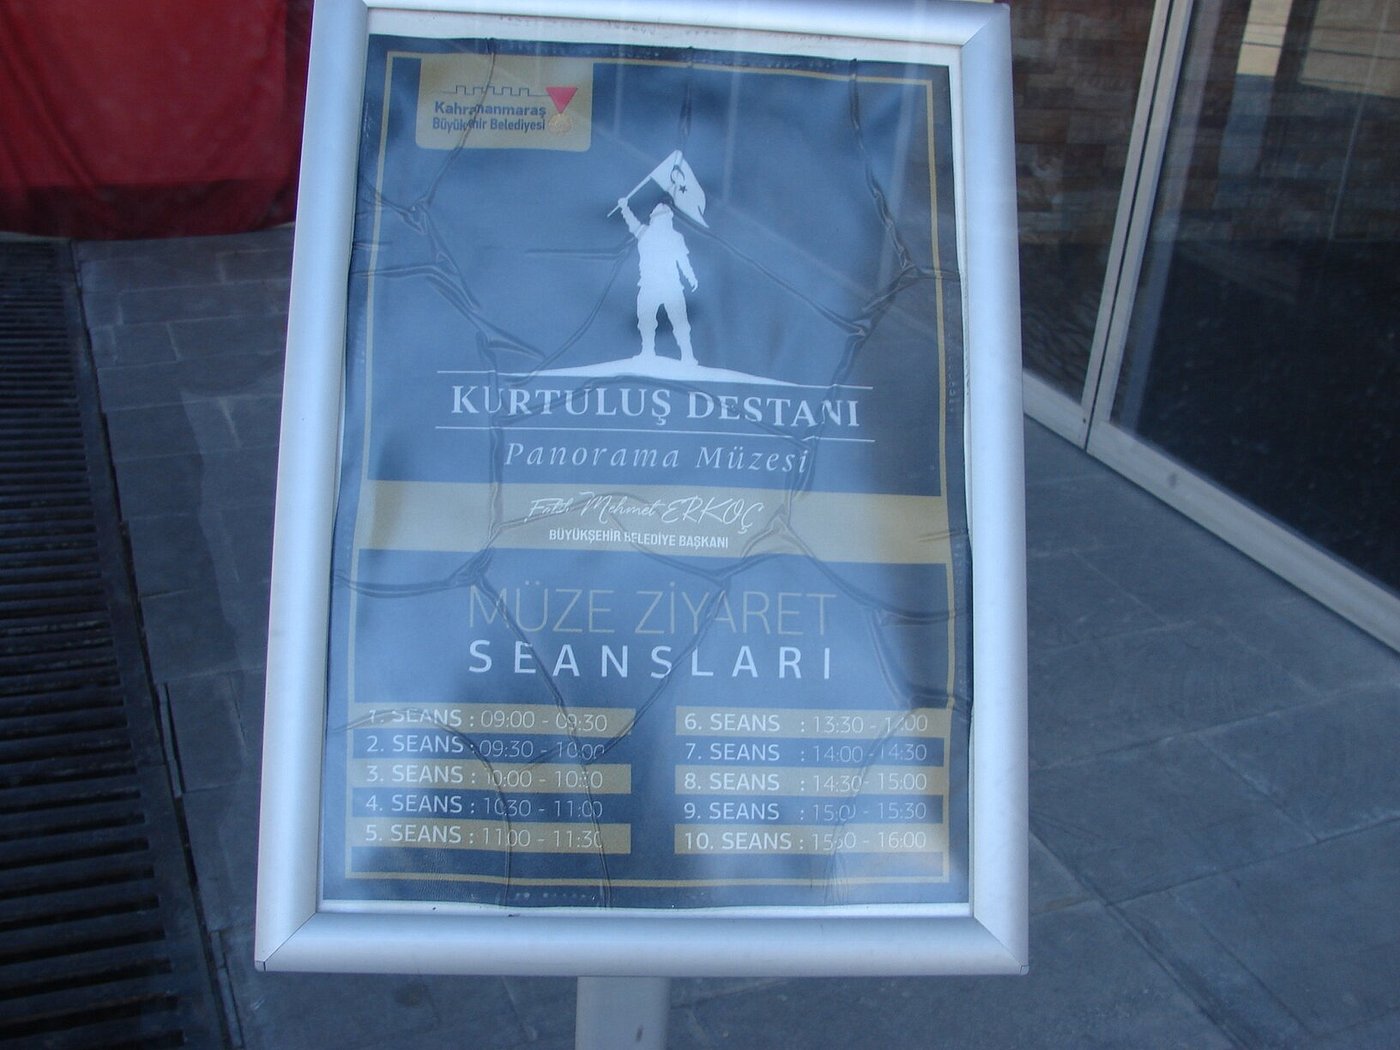 Kahramanmaraş
Büyükşehir Belediyesi
KURTULUŞ DESTANI
Panorama Müzesi
Fatih Mehmet ERKOÇ
BÜYÜKŞEHİR BELEDİYE BAŞKANI
MÜZE ZİYARET
SEANSLARI
1. SEANS : 09:00 - 09:30
2. SEANS : 09:30 - 10:00
3. SEANS : 10:00 - 10:30
4. SEANS : 10:30 - 11:00
5. SEANS : 11:00 - 11:30
6. SEANS : 13:30 - 14:00
7. SEANS : 14:00 - 14:30
8. SEANS : 14:30 - 15:00
9. SEANS : 15:00 - 15:30
10. SEANS : 15:30 - 16:00